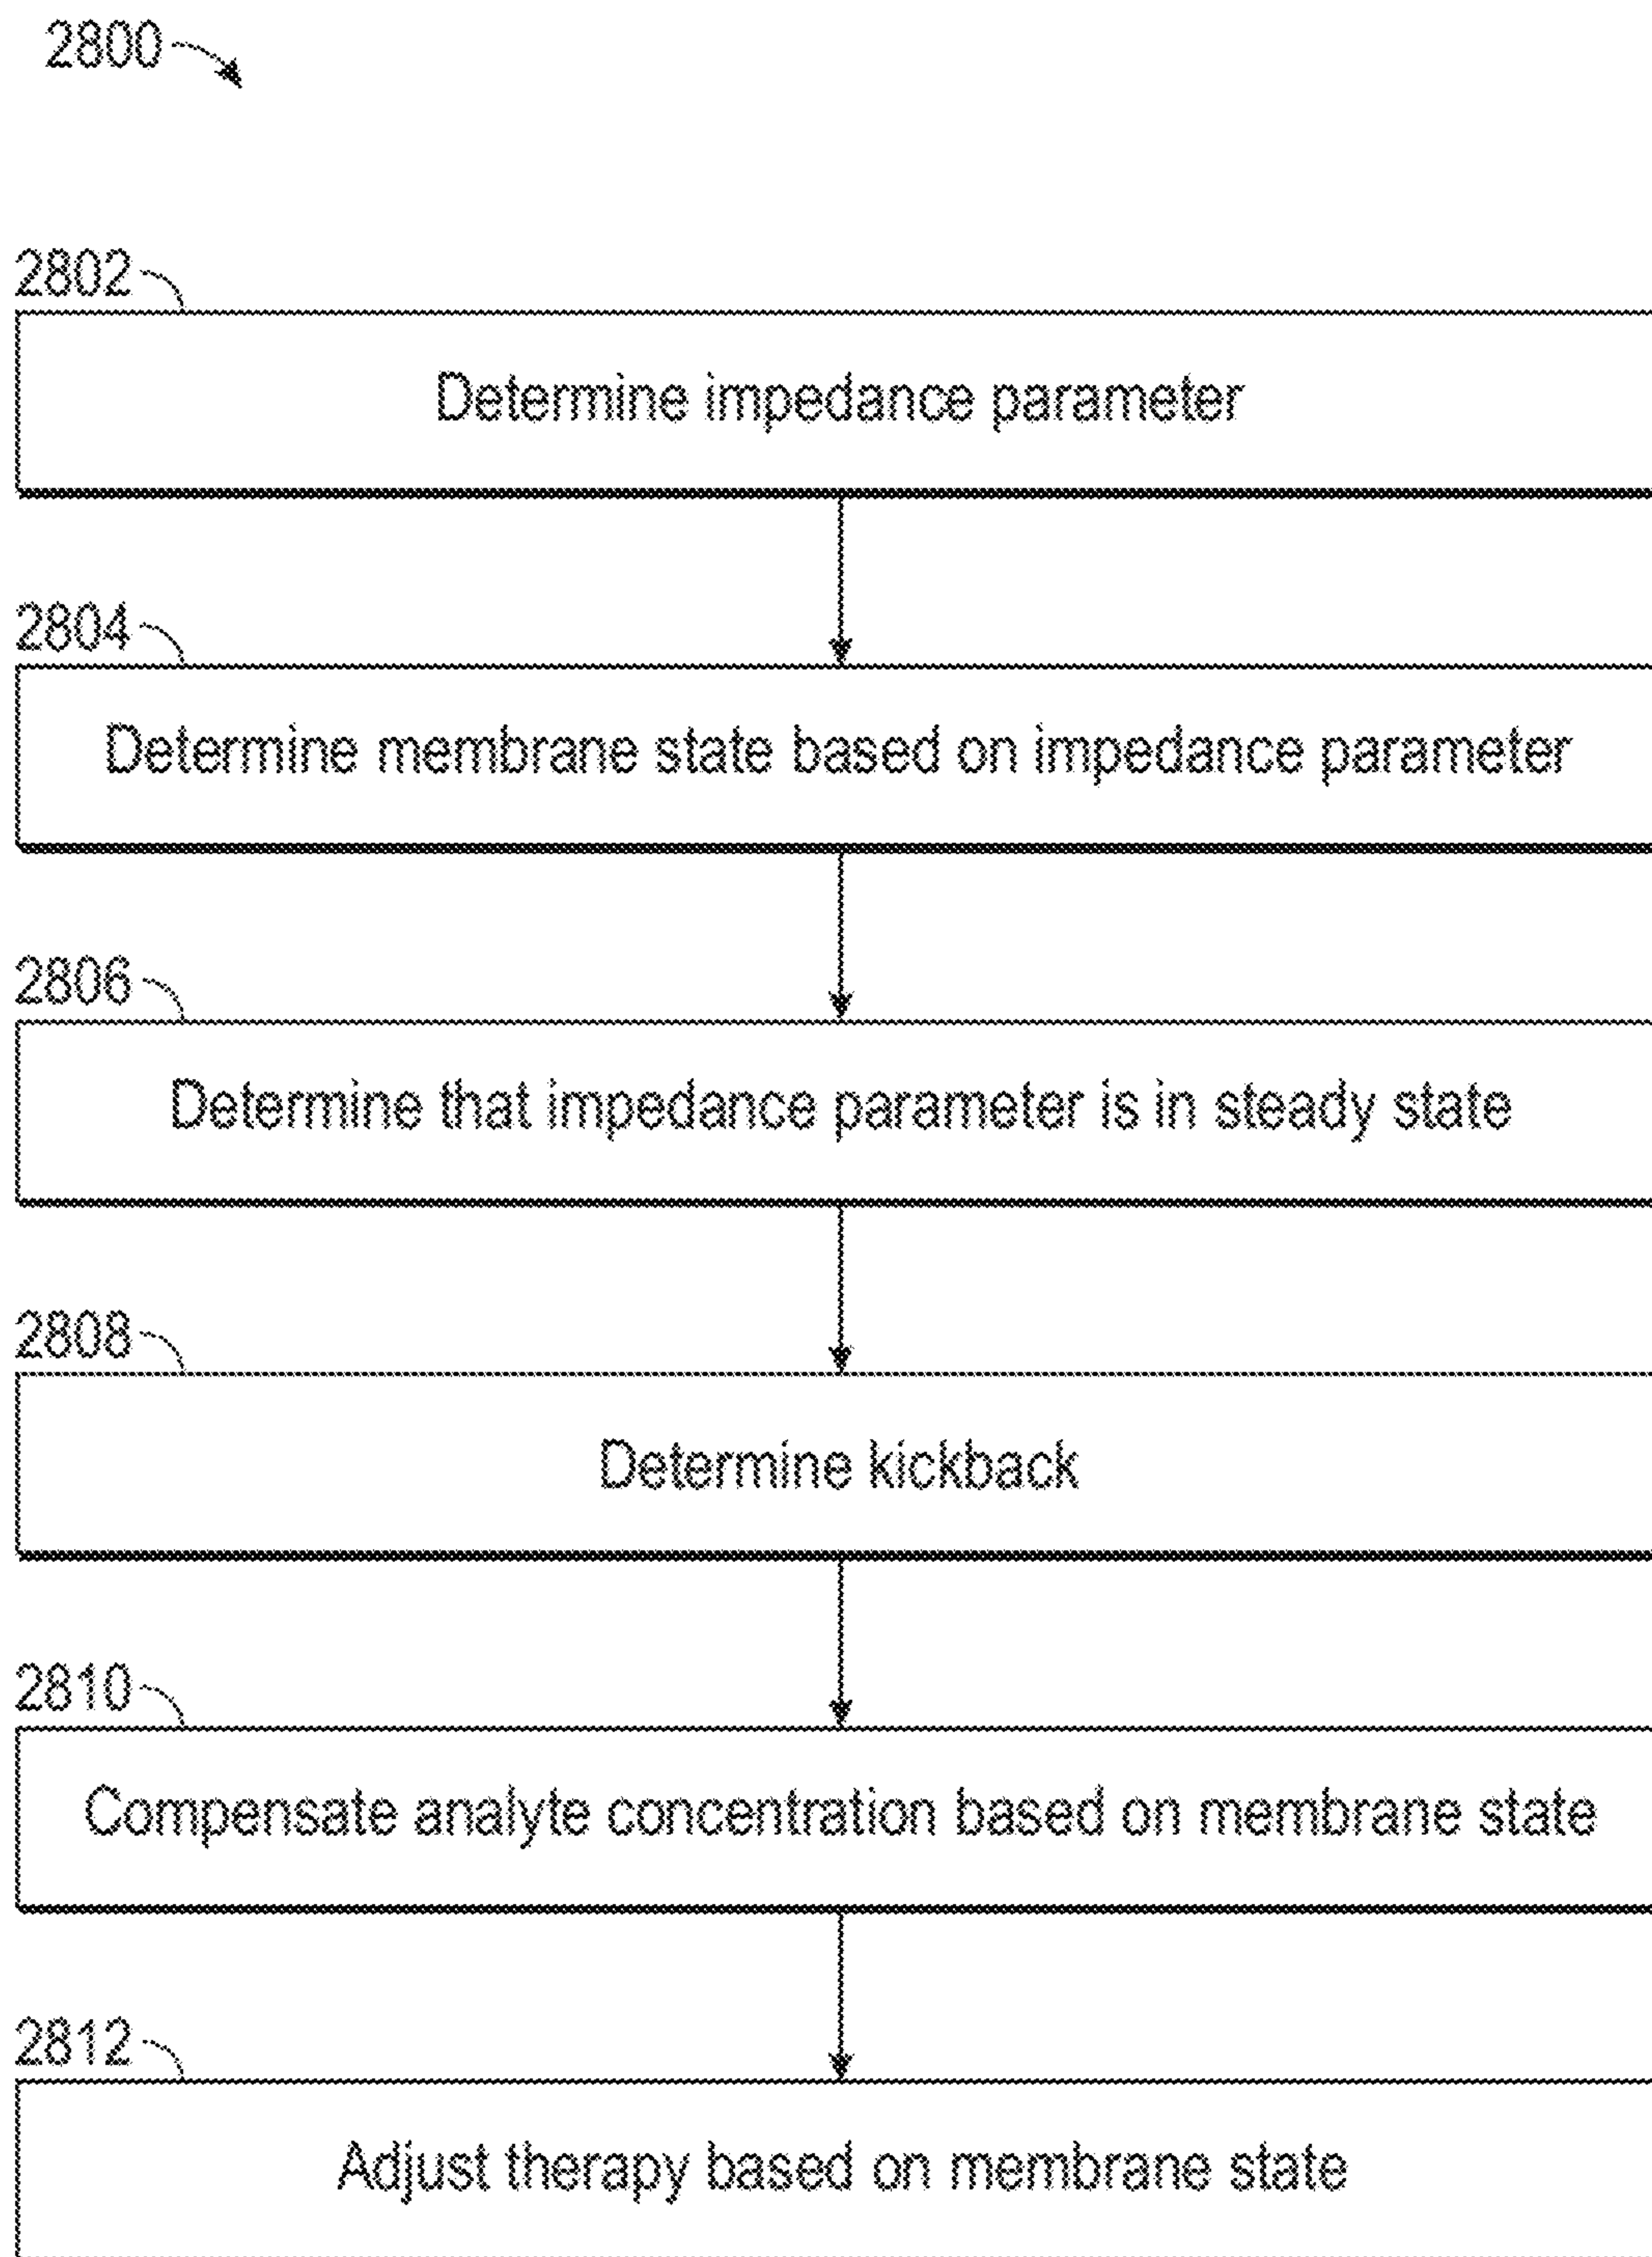 2800
2802
Determine impedance parameter
2804
Determine membrane state based on impedance parameter
2806
Determine that impedance parameter is in steady state
2808
Determine kickback
2810
Compensate analyte concentration based on membrane state
2812
Adjust therapy based on membrane state